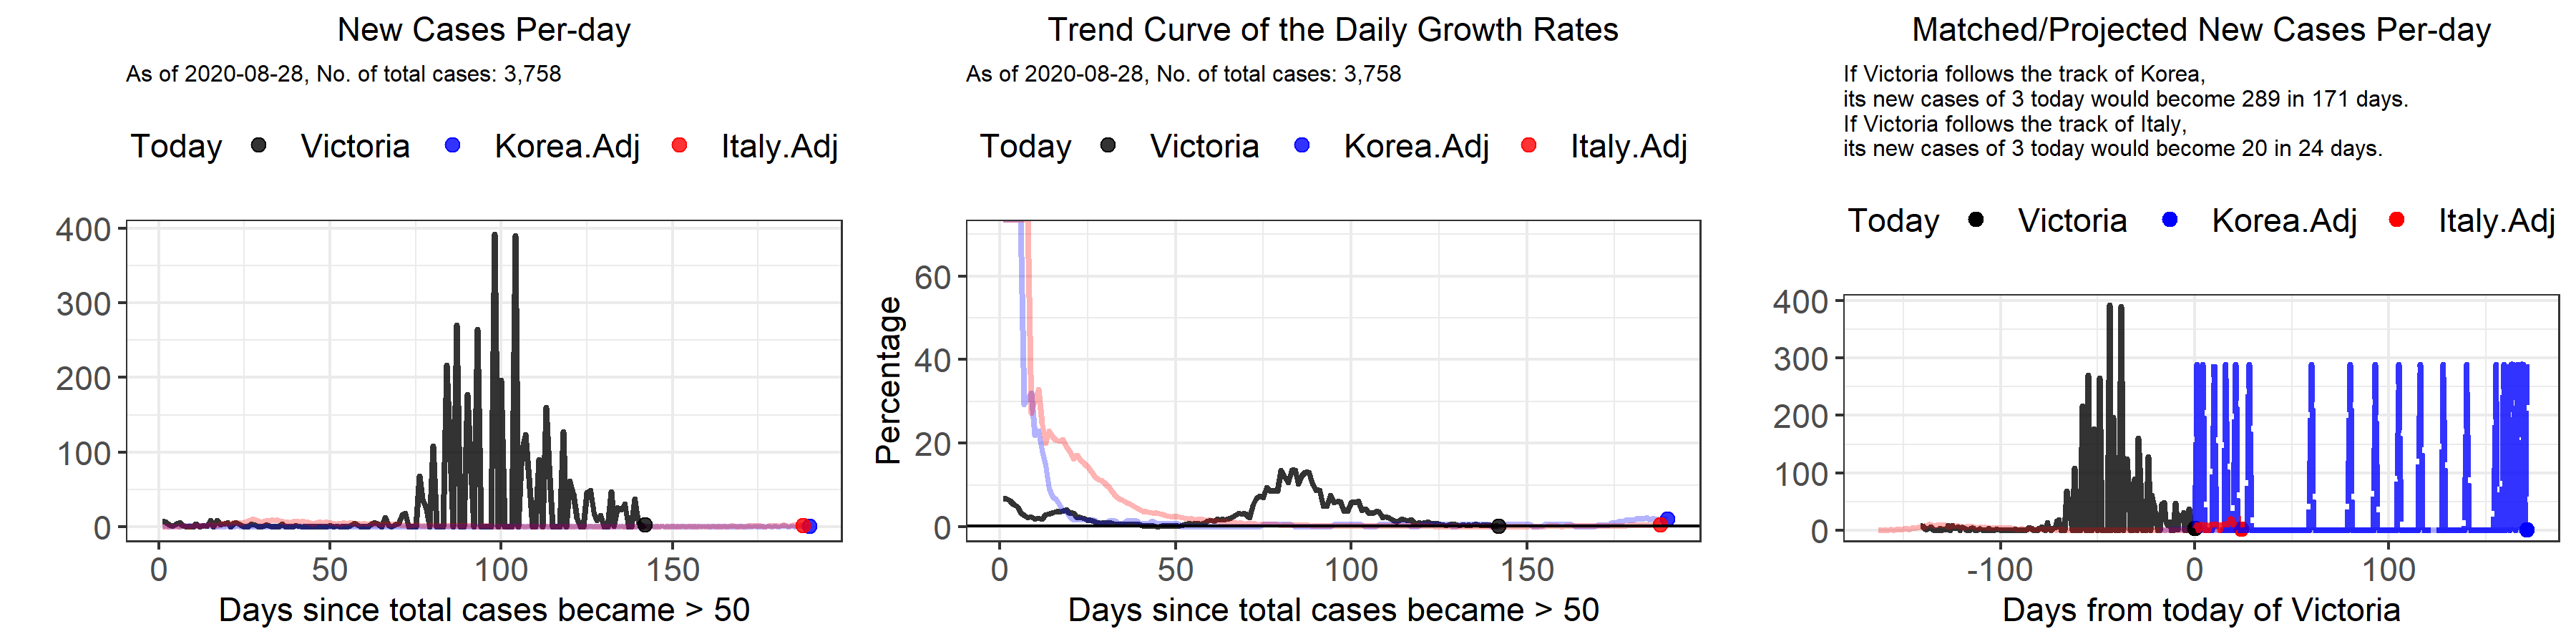 New Cases Per-day
As of 2020-08-28, No. of total cases: 3,758
Today Victoria Korea.Adj Italy.Adj
400
300
200
100
0
0 50 100 150
Days since total cases became > 50
Trend Curve of the Daily Growth Rates
As of 2020-08-28, No. of total cases: 3,758
Today Victoria Korea.Adj Italy.Adj
Percentage
60
40
20
0
0 50 100 150
Days since total cases became > 50
Matched/Projected New Cases Per-day
If Victoria follows the track of Korea,
its new cases of 3 today would become 289 in 171 days.
If Victoria follows the track of Italy,
its new cases of 3 today would become 20 in 24 days.
Today Victoria Korea.Adj Italy.Adj
400
300
200
100
0
-100 0 100
Days from today of Victoria